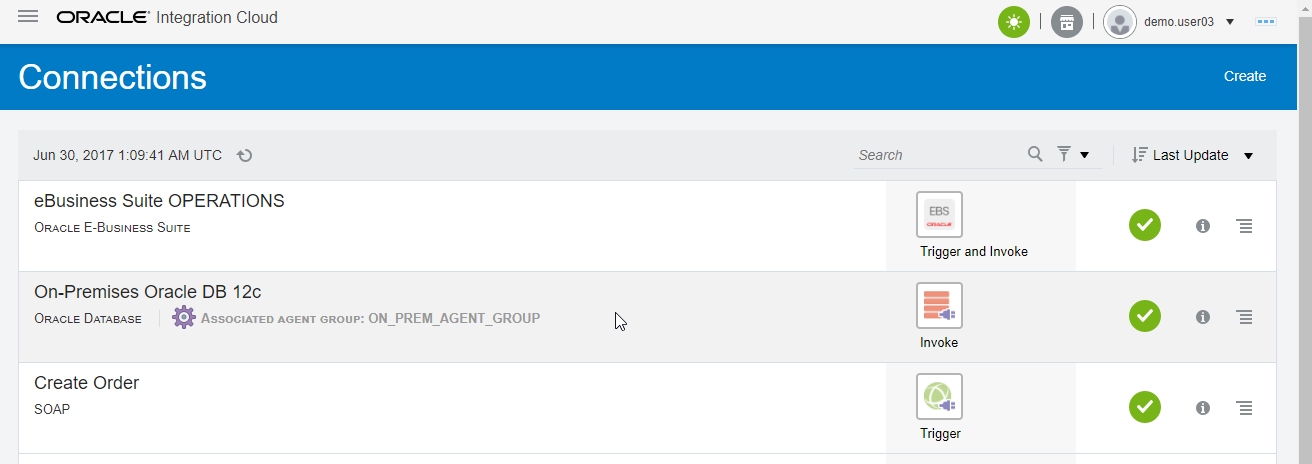 ORACLE® Integration Cloud
demo.user03
Connections
Create
Jun 30, 2017 1:09:41 AM UTC
Search
Last Update
eBusiness Suite OPERATIONS
ORACLE E-BUSINESS SUITE
EBS
ORACLE
Trigger and Invoke
On-Premises Oracle DB 12c
ORACLE DATABASE
ASSOCIATED AGENT GROUP: ON_PREM_AGENT_GROUP
Invoke
Create Order
SOAP
Trigger